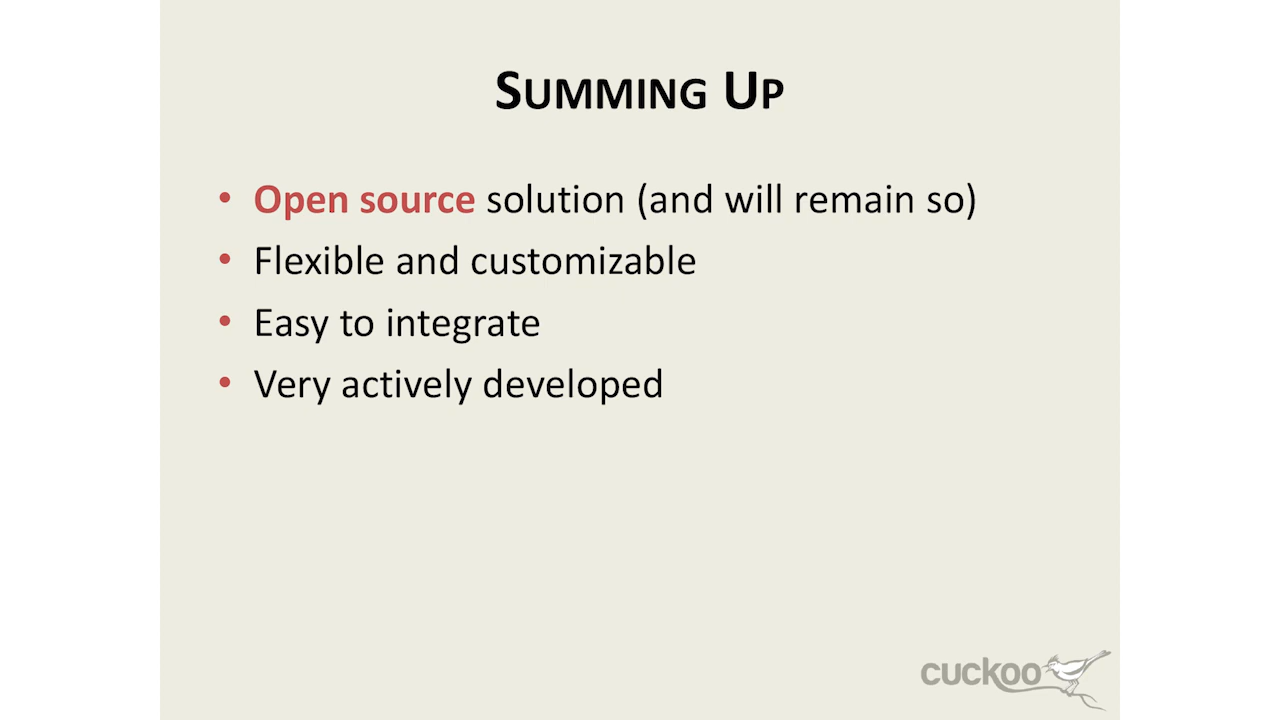 SUMMING UP
• Open source solution (and will remain so)
• Flexible and customizable
• Easy to integrate
• Very actively developed
cuckoo